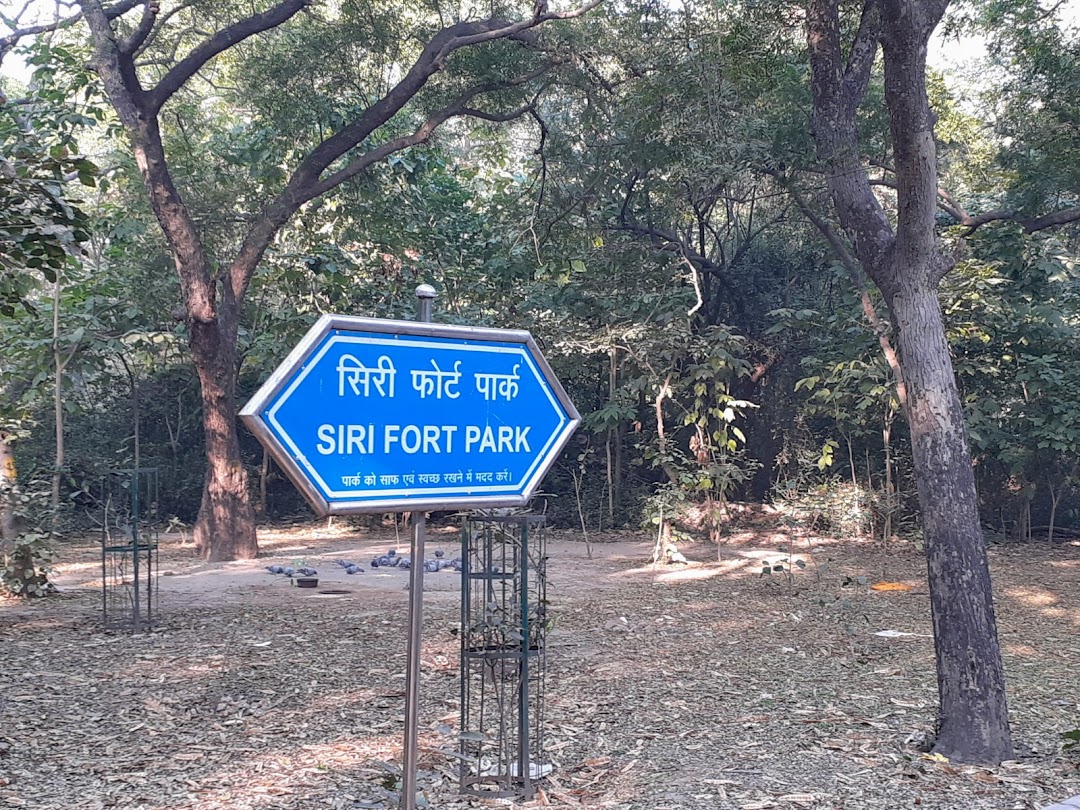 सिरी फोर्ट पार्क
SIRI FORT PARK
पार्क को साफ एवं स्वच्छ रखने में मदद करें।